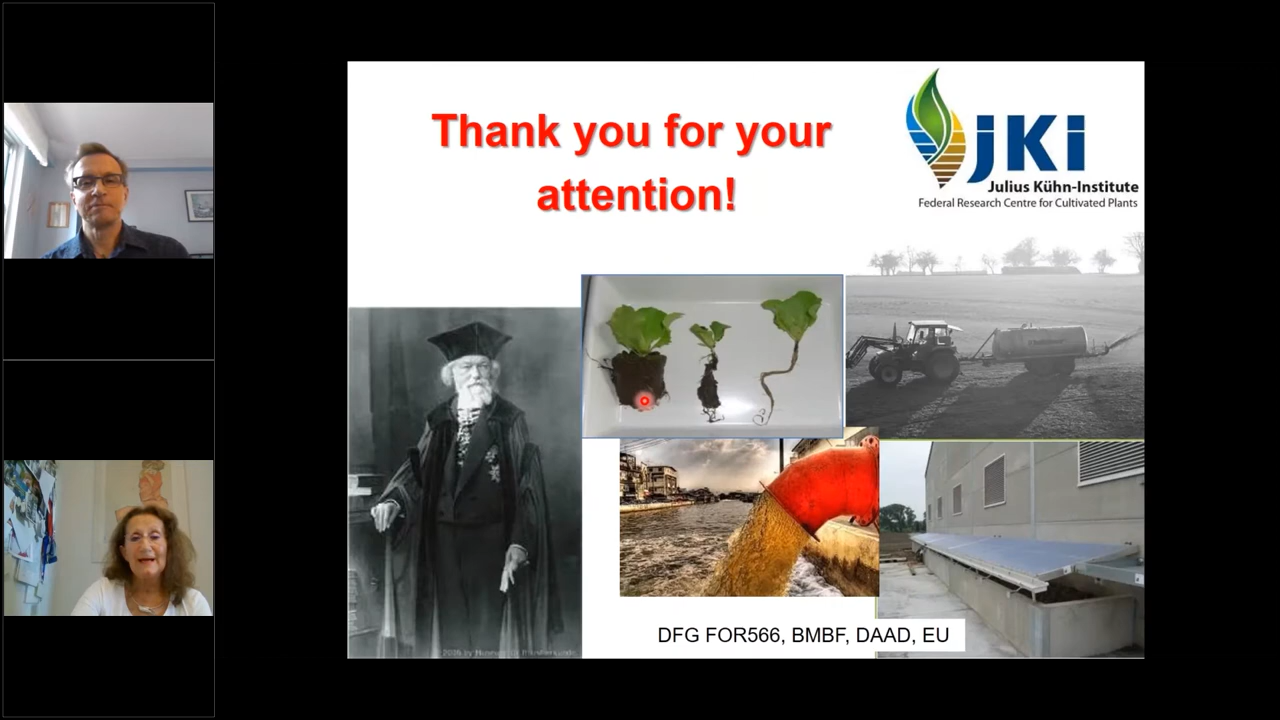 Thank you for your
attention!
JKi
Julius Kühn-Institute
Federal Research Centre for Cultivated Plants
DFG FOR566, BMBF, DAAD, EU